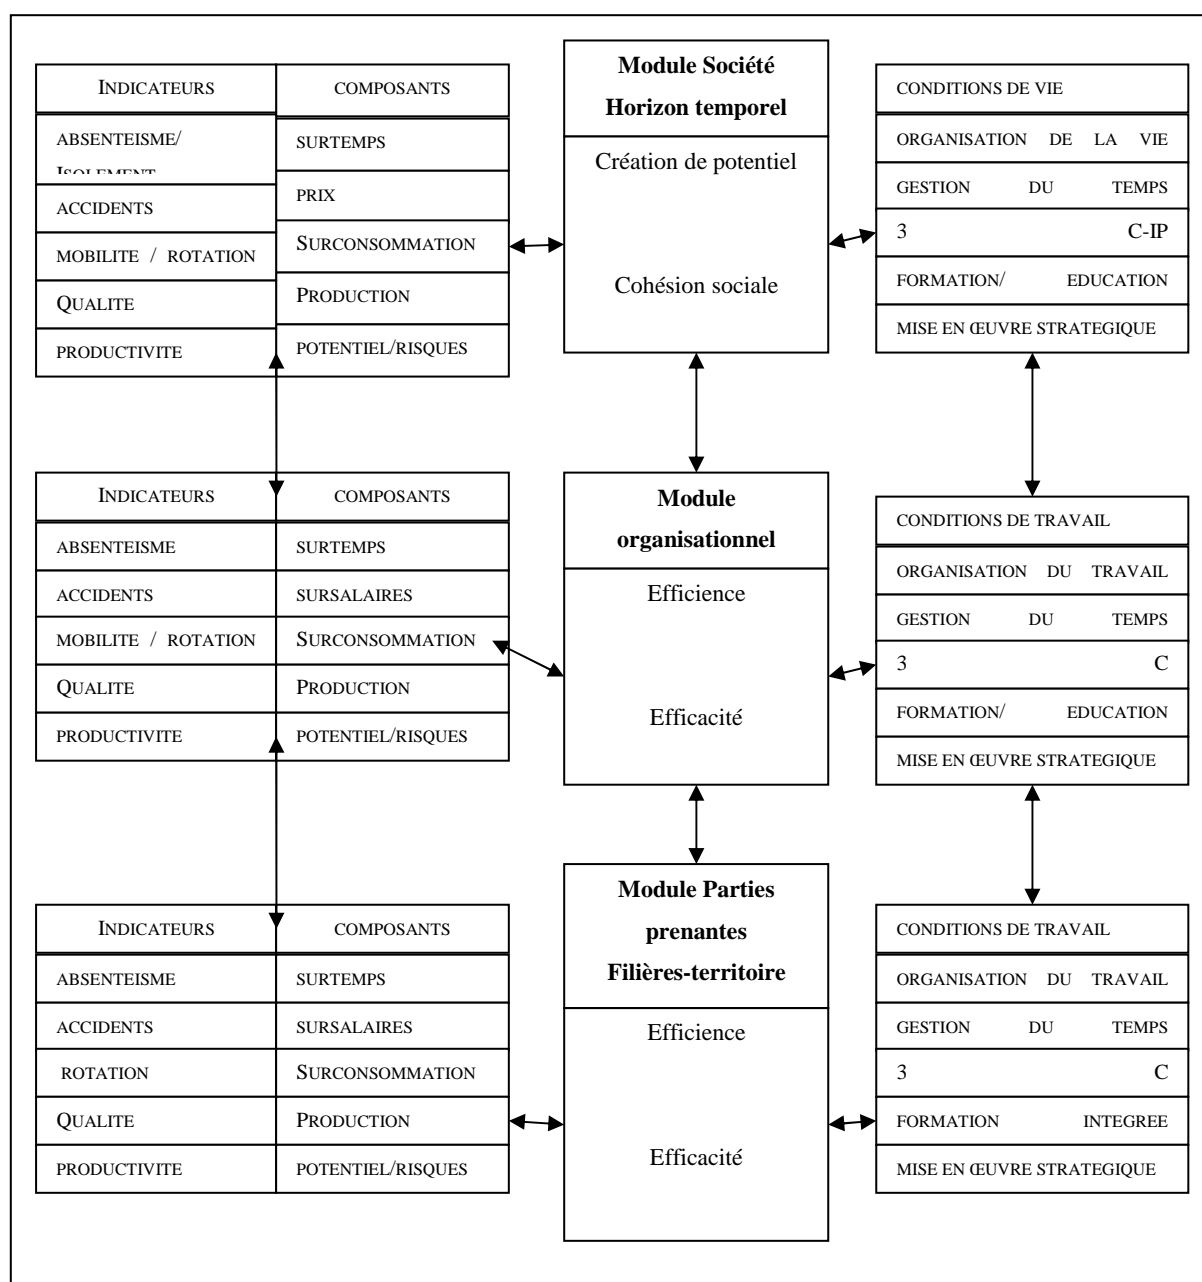 INDICATEURS
COMPOSANTS
ABSENTEISME/
ISOLEMENT
SURTEMPS
ACCIDENTS
PRIX
MOBILITE / ROTATION
SURCONSOMMATION
QUALITE
PRODUCTION
PRODUCTIVITE
POTENTIEL/RISQUES
Module Société
Horizon temporel
Création de potentiel
Cohésion sociale
CONDITIONS DE VIE
ORGANISATION DE LA VIE
GESTION DU TEMPS
3 C-IP
FORMATION/ EDUCATION
MISE EN ŒUVRE STRATEGIQUE
INDICATEURS
COMPOSANTS
ABSENTEISME
SURTEMPS
ACCIDENTS
SURSALAIRES
MOBILITE / ROTATION
SURCONSOMMATION
QUALITE
PRODUCTION
PRODUCTIVITE
POTENTIEL/RISQUES
Module
organisationnel
Efficience
Efficacité
CONDITIONS DE TRAVAIL
ORGANISATION DU TRAVAIL
GESTION DU TEMPS
3 C
FORMATION/ EDUCATION
MISE EN ŒUVRE STRATEGIQUE
INDICATEURS
COMPOSANTS
ABSENTEISME
SURTEMPS
ACCIDENTS
SURSALAIRES
ROTATION
SURCONSOMMATION
QUALITE
PRODUCTION
PRODUCTIVITE
POTENTIEL/RISQUES
Module Parties
prenantes
Filières-territoire
Efficience
Efficacité
CONDITIONS DE TRAVAIL
ORGANISATION DU TRAVAIL
GESTION DU TEMPS
3 C
FORMATION INTEGREE
MISE EN ŒUVRE STRATEGIQUE